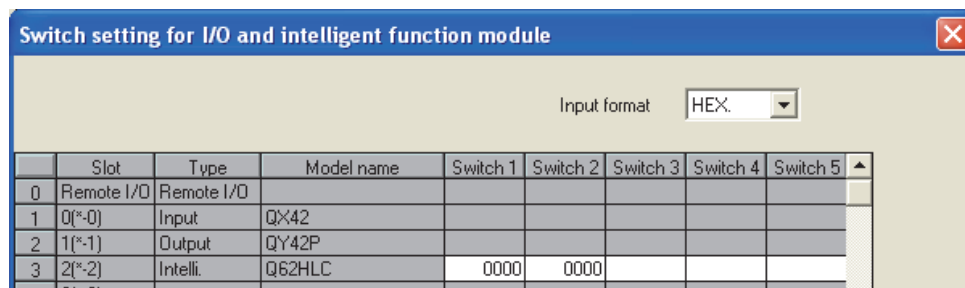 Switch setting for I/O and intelligent function module
Input format HEX.
Slot Type Model name Switch 1 Switch 2 Switch 3 Switch 4 Switch 5
0 Remote I/O Remote I/O
1 0(*-0) Input QX42
2 1(*-1) Output QY42P
3 2(*-2) Intelli. Q62HLC 0000 0000